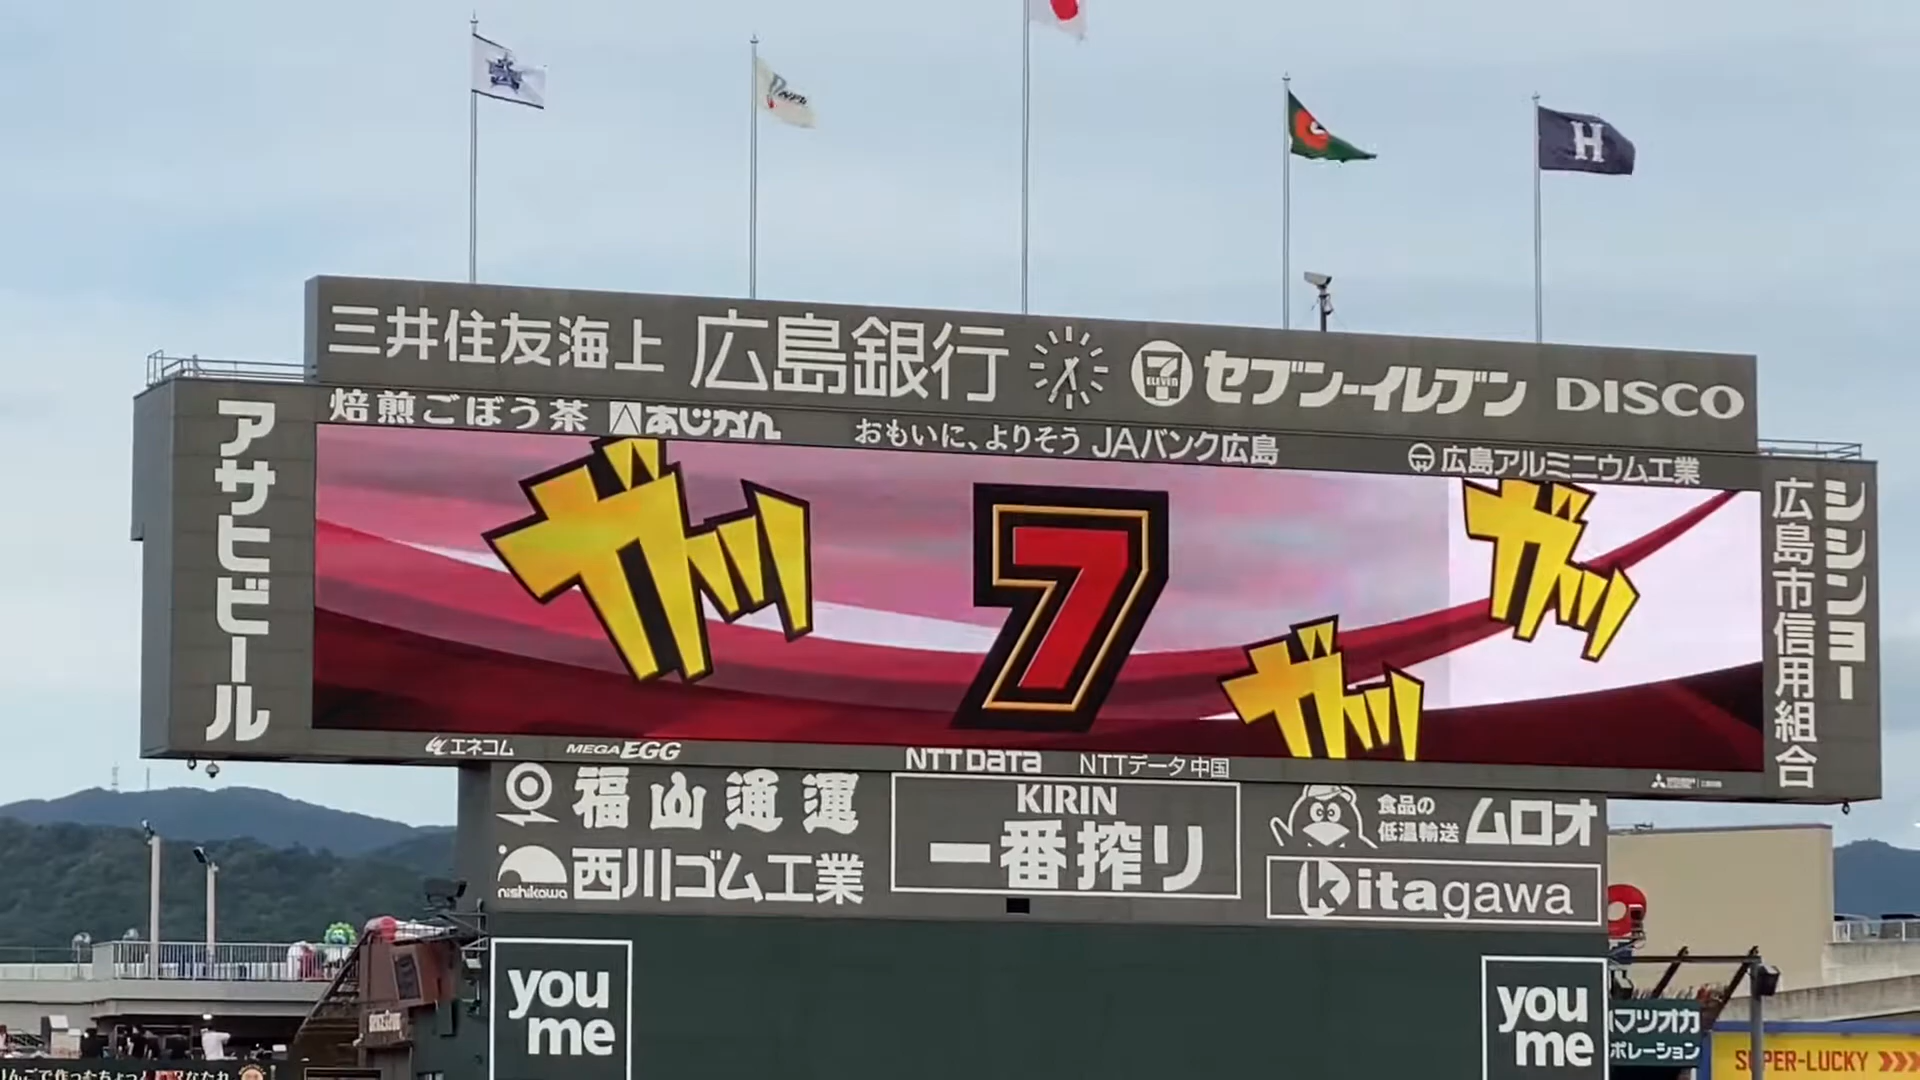 H
三井住友海上 広島銀行 7 ELEVEN セブン-イレブン DISCO
焙煎ごぼう茶 あじかん おもいに、よりそう JAバンク広島 広島アルミニウム工業
アサヒビール
ガッ 7 ガッ
ガッ
シシンヨー
広島市信用組合
エネコム MEGA EGG NTT DATA NTTデータ中国
福山通運 KIRIN 食品の
低温輸送 ムロオ
nishikawa 西川ゴム工業 一番搾り Kitagawa
you
me
you
me
マツオカ
ポレーション
SUPER-LUCKY